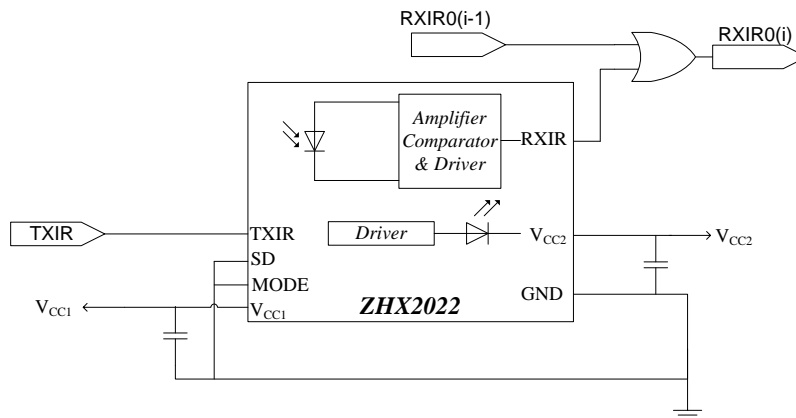 RXIR0(i-1)
RXIR0(i)
Amplifier
Comparator
& Driver
RXIR
TXIR
TXIR
Driver
VCC2
VCC2
SD
MODE
GND
VCC1
VCC1
ZHX2022